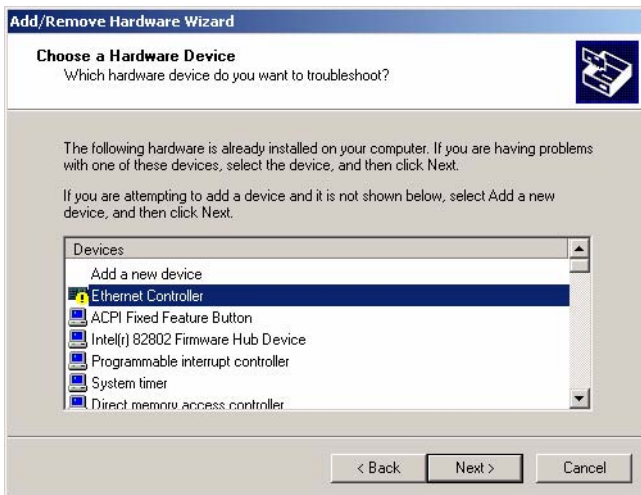 Add/Remove Hardware Wizard
Choose a Hardware Device
Which hardware device do you want to troubleshoot?
The following hardware is already installed on your computer. If you are having problems
with one of these devices, select the device, and then click Next.
If you are attempting to add a device and it is not shown below, select Add a new
device, and then click Next.
Devices
Add a new device
Ethernet Controller
ACPI Fixed Feature Button
Intel(r) 82802 Firmware Hub Device
Programmable interrupt controller
System timer
Direct memory access controller
< Back
Next >
Cancel